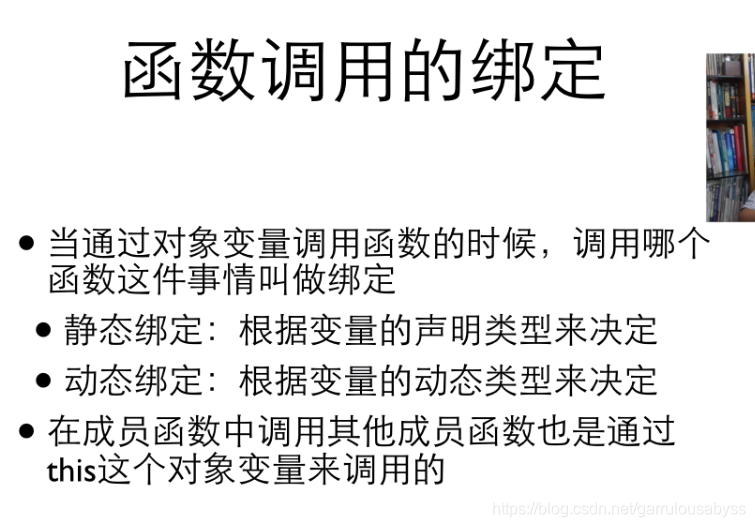 函数调用的绑定
• 当通过对象变量调用函数的时候，调用哪个
函数这件事情叫做绑定
• 静态绑定：根据变量的声明类型来决定
• 动态绑定：根据变量的动态类型来决定
• 在成员函数中调用其他成员函数也是通过
this这个对象变量来调用的
https://blog.csdn.net/garrulousabyss